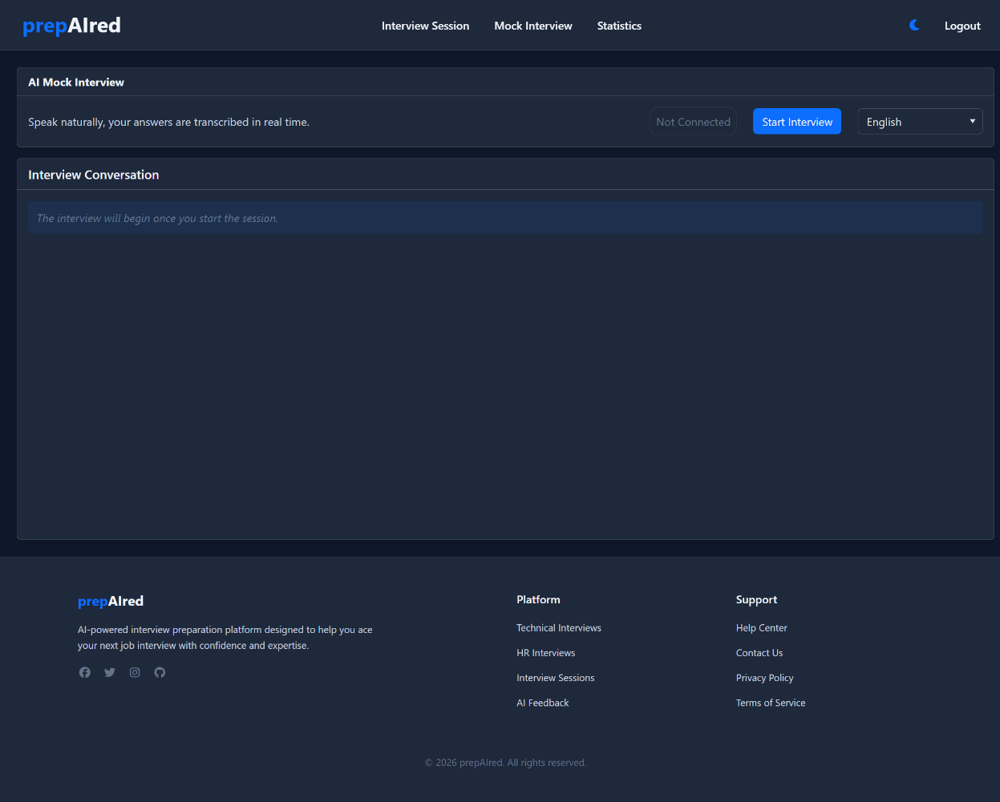 prepAIred
Interview Session
Mock Interview
Statistics
Logout
AI Mock Interview
Speak naturally, your answers are transcribed in real time.
Not Connected
Start Interview
English
Interview Conversation
The interview will begin once you start the session.
prepAIred
AI-powered interview preparation platform designed to help you ace
your next job interview with confidence and expertise.
Platform
Technical Interviews
HR Interviews
Interview Sessions
AI Feedback
Support
Help Center
Contact Us
Privacy Policy
Terms of Service
© 2026 prepAIred. All rights reserved.